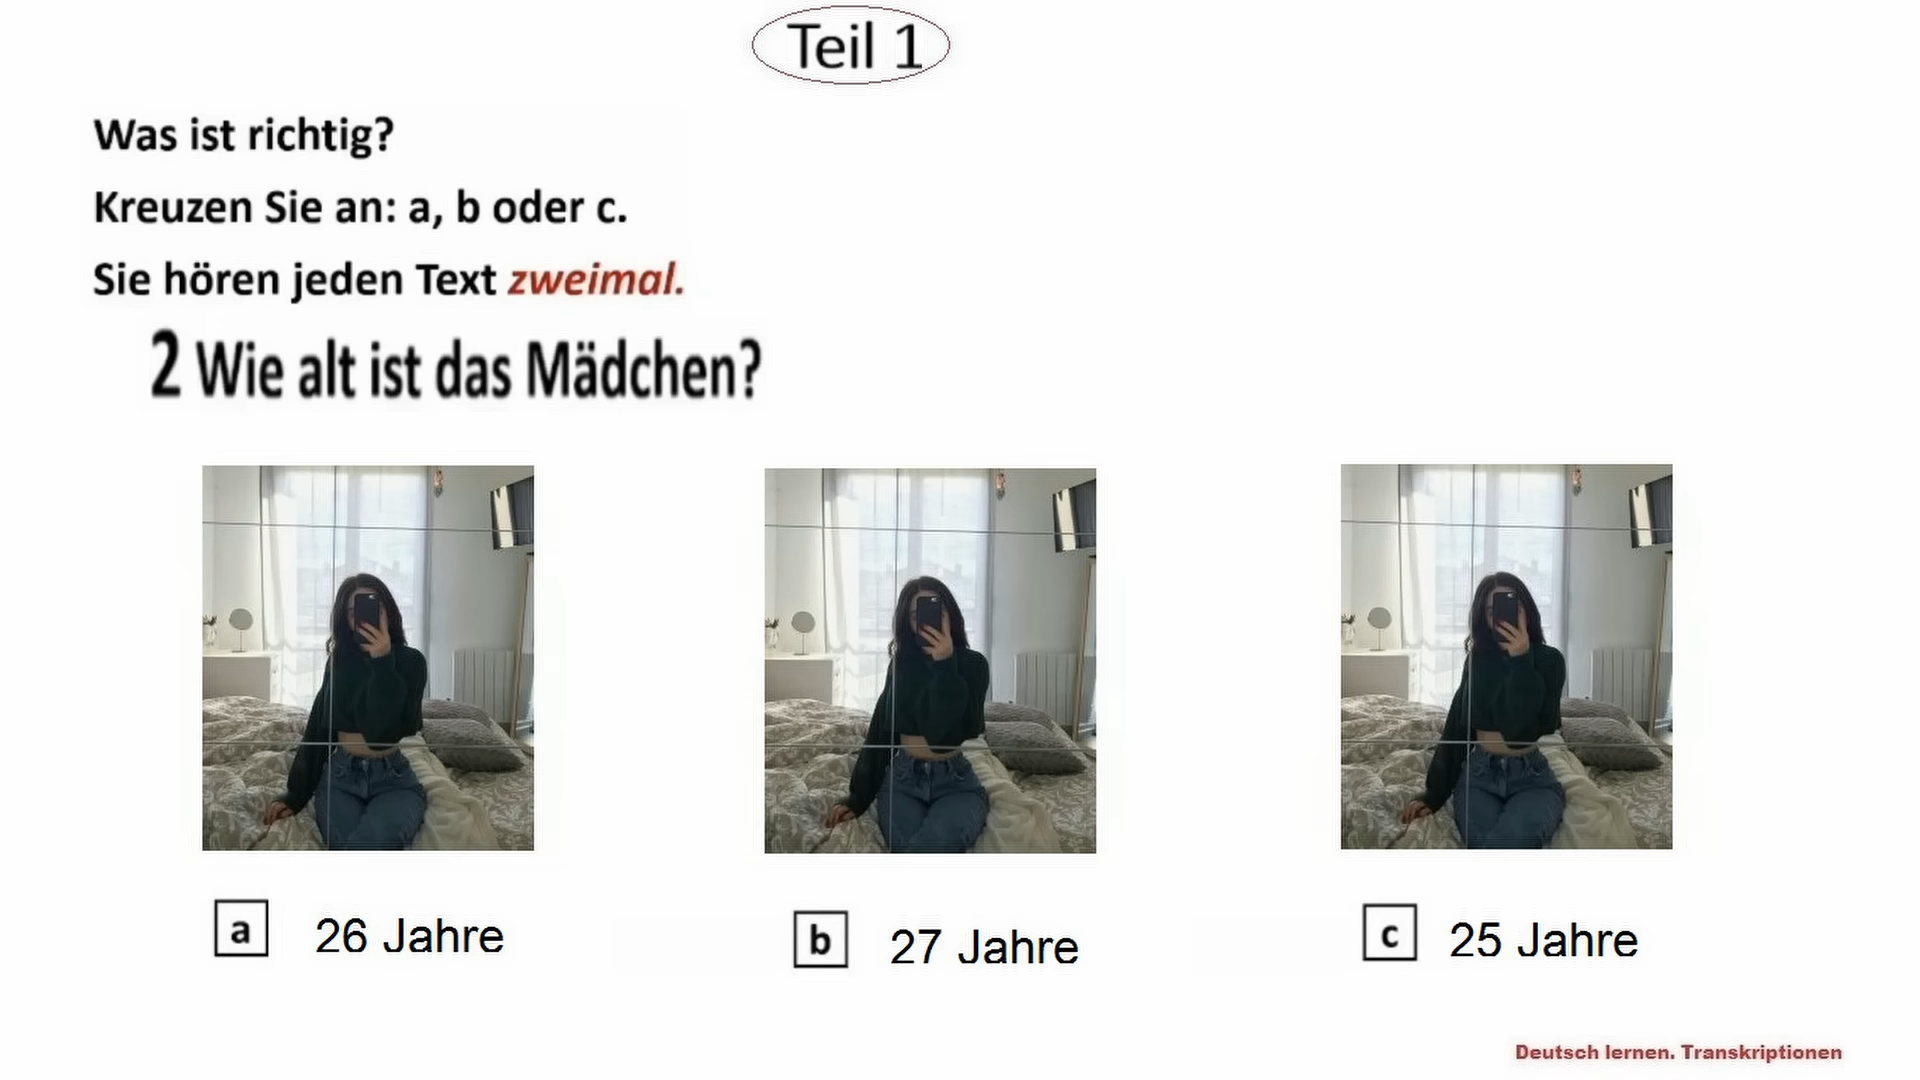 Teil 1
Was ist richtig?
Kreuzen Sie an: a, b oder c.
Sie hören jeden Text zweimal.
2 Wie alt ist das Mädchen?
a 26 Jahre
b 27 Jahre
c 25 Jahre
Deutsch lernen. Transkriptionen